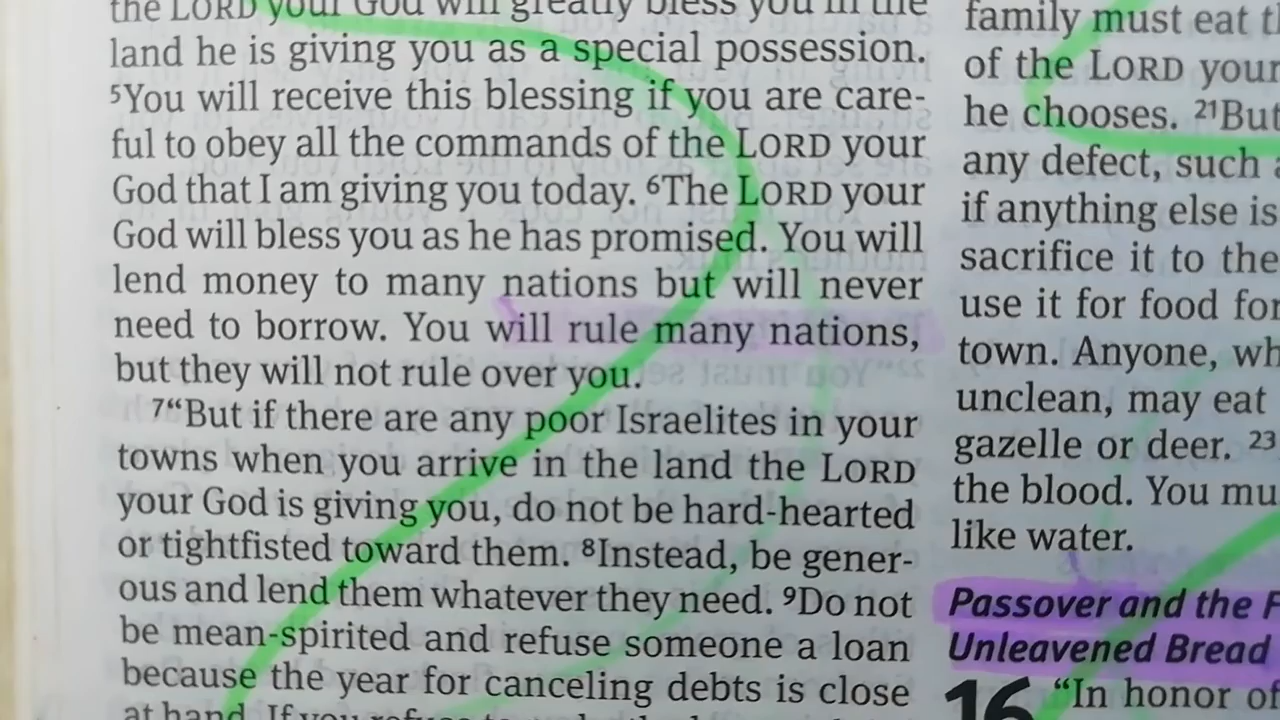 the LORD your God will greatly bless you in the
land he is giving you as a special possession.
⁵You will receive this blessing if you are care-
ful to obey all the commands of the LORD your
God that I am giving you today. ⁶The LORD your
God will bless you as he has promised. You will
lend money to many nations but will never
need to borrow. You will rule many nations,
but they will not rule over you.
⁷“But if there are any poor Israelites in your
towns when you arrive in the land the LORD
your God is giving you, do not be hard-hearted
or tightfisted toward them. ⁸Instead, be gener-
ous and lend them whatever they need. ⁹Do not
be mean-spirited and refuse someone a loan
because the year for canceling debts is close
at hand. If you
family must eat
of the LORD your
he chooses. ²¹But
any defect, such
if anything else is
sacrifice it to the
use it for food for
town. Anyone,
unclean, may eat
gazelle or deer. ²³
the blood. You
like water.
Passover and the
Unleavened Bread
16 “In honor of